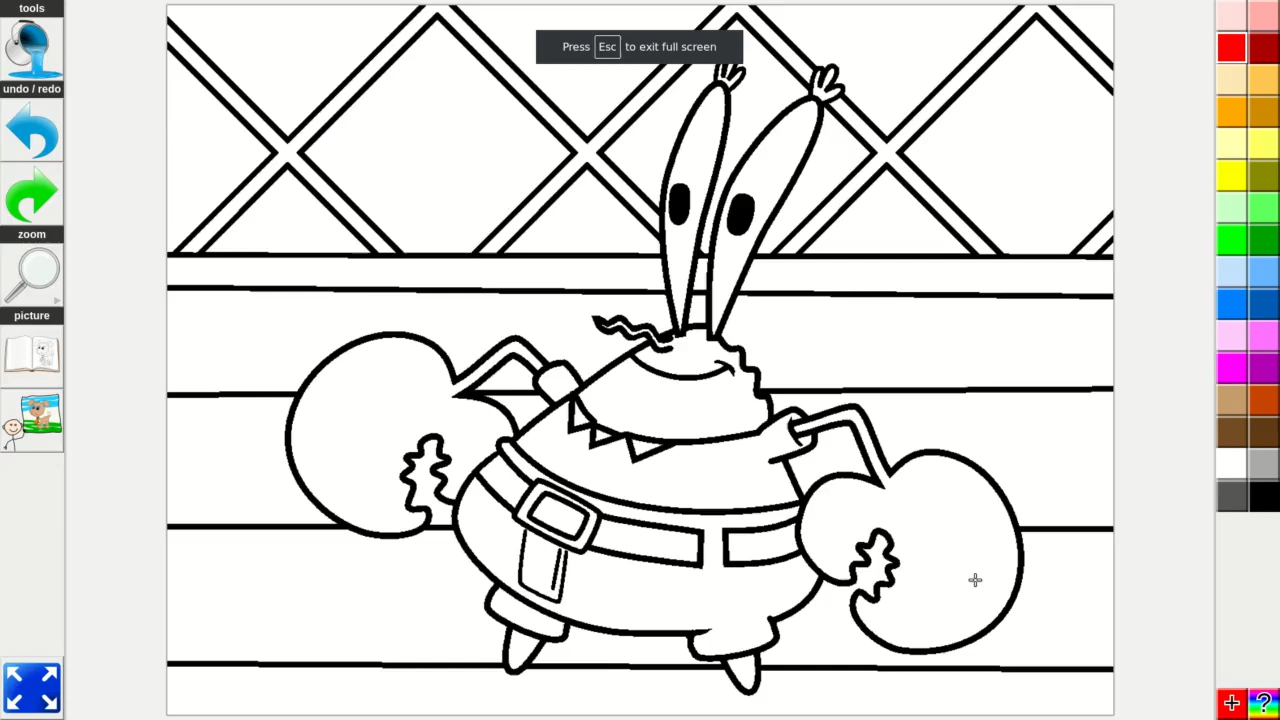 tools
Press Esc to exit full screen
undo / redo
zoom
picture
+ ?